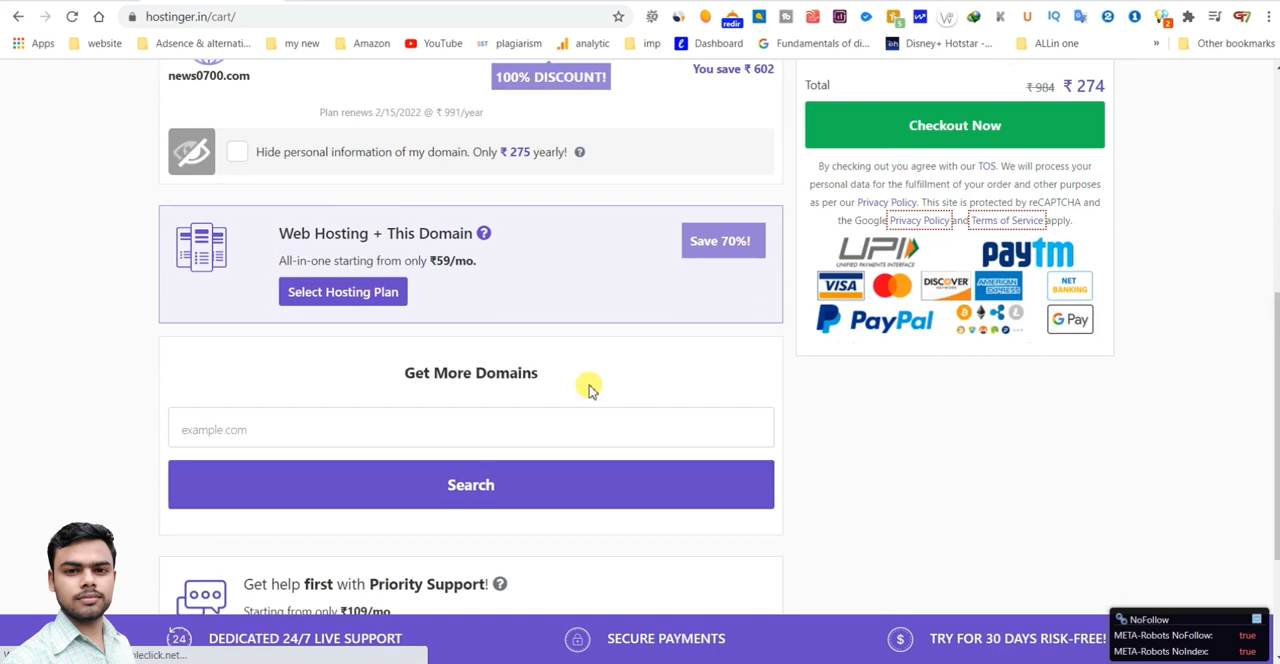 hostinger.in/cart/
redir
5
2
Apps
website
Adsence & alternati...
my new
Amazon
YouTube
plagiarism
analytic
imp
Dashboard
Fundamentals of di...
Disney+ Hotstar -...
ALLin one
»
Other bookmarks
news0700.com
100% DISCOUNT!
You save ₹ 602
Plan renews 2/15/2022 @ ₹ 991/year
Hide personal information of my domain. Only ₹ 275 yearly!
Web Hosting + This Domain
Save 70%!
All-in-one starting from only ₹59/mo.
Select Hosting Plan
Get More Domains
example.com
Search
Get help first with Priority Support!
Starting from only ₹109/mo
Total
₹ 984 ₹ 274
Checkout Now
By checking out you agree with our TOS. We will process your
personal data for the fulfillment of your order and other purposes
as per our Privacy Policy. This site is protected by reCAPTCHA and
the Google Privacy Policy and Terms of Service apply.
UPI
UNIFIED PAYMENTS INTERFACE
paytm
VISA
DISCOVER
NETWORK
AMERICAN
EXPRESS
NET
BANKING
PayPal
G Pay
24
DEDICATED 24/7 LIVE SUPPORT
SECURE PAYMENTS
TRY FOR 30 DAYS RISK-FREE!
NoFollow
META-Robots NoFollow: true
META-Robots NoIndex: true